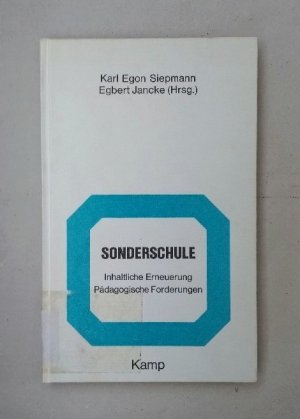 Karl Egon Siepmann
Egbert Jancke (Hrsg.)
SONDERSCHULE
Inhaltliche Erneuerung
Pädagogische Forderungen
Kamp